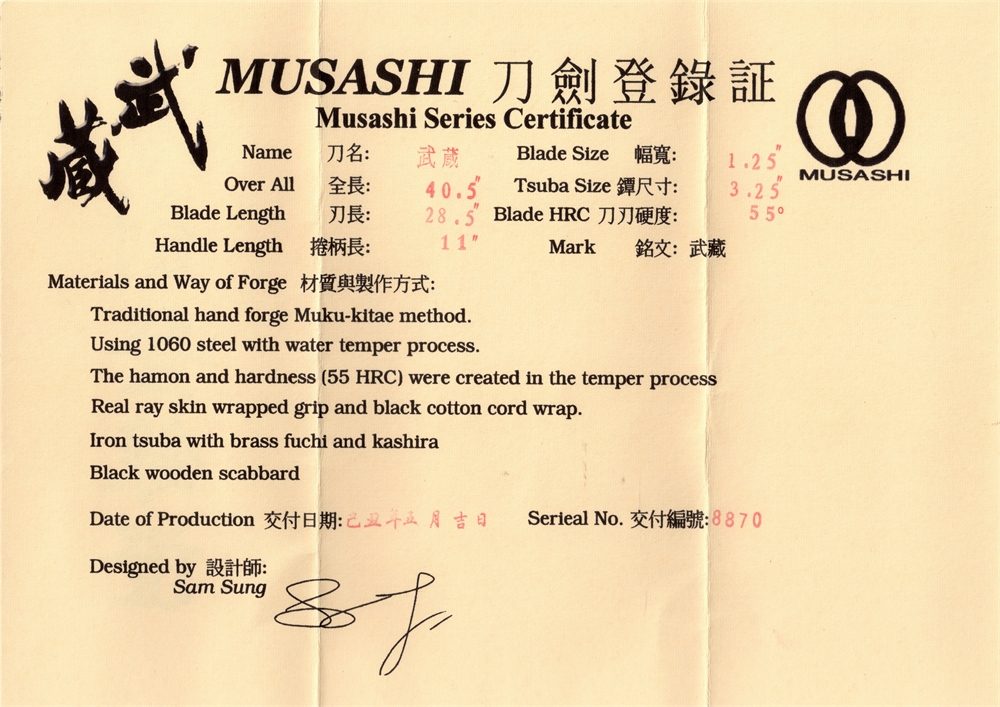 武蔵
MUSASHI 刀劍登錄証
Musashi Series Certificate
MUSASHI
Name 刀名: 武蔵 Blade Size 幅寬: 1.25"
Over All 全長: 40.5" Tsuba Size 鐔尺寸: 3.25"
Blade Length 刃長: 28.5" Blade HRC 刀刃硬度: 55°
Handle Length 捲柄長: 11" Mark 銘文: 武藏
Materials and Way of Forge 材質與製作方式:
Traditional hand forge Muku-kitae method.
Using 1060 steel with water temper process.
The hamon and hardness (55 HRC) were created in the temper process
Real ray skin wrapped grip and black cotton cord wrap.
Iron tsuba with brass fuchi and kashira
Black wooden scabbard
Date of Production 交付日期:己丑年五月吉日 Serieal No. 交付編號:8870
Designed by 設計師:
Sam Sung